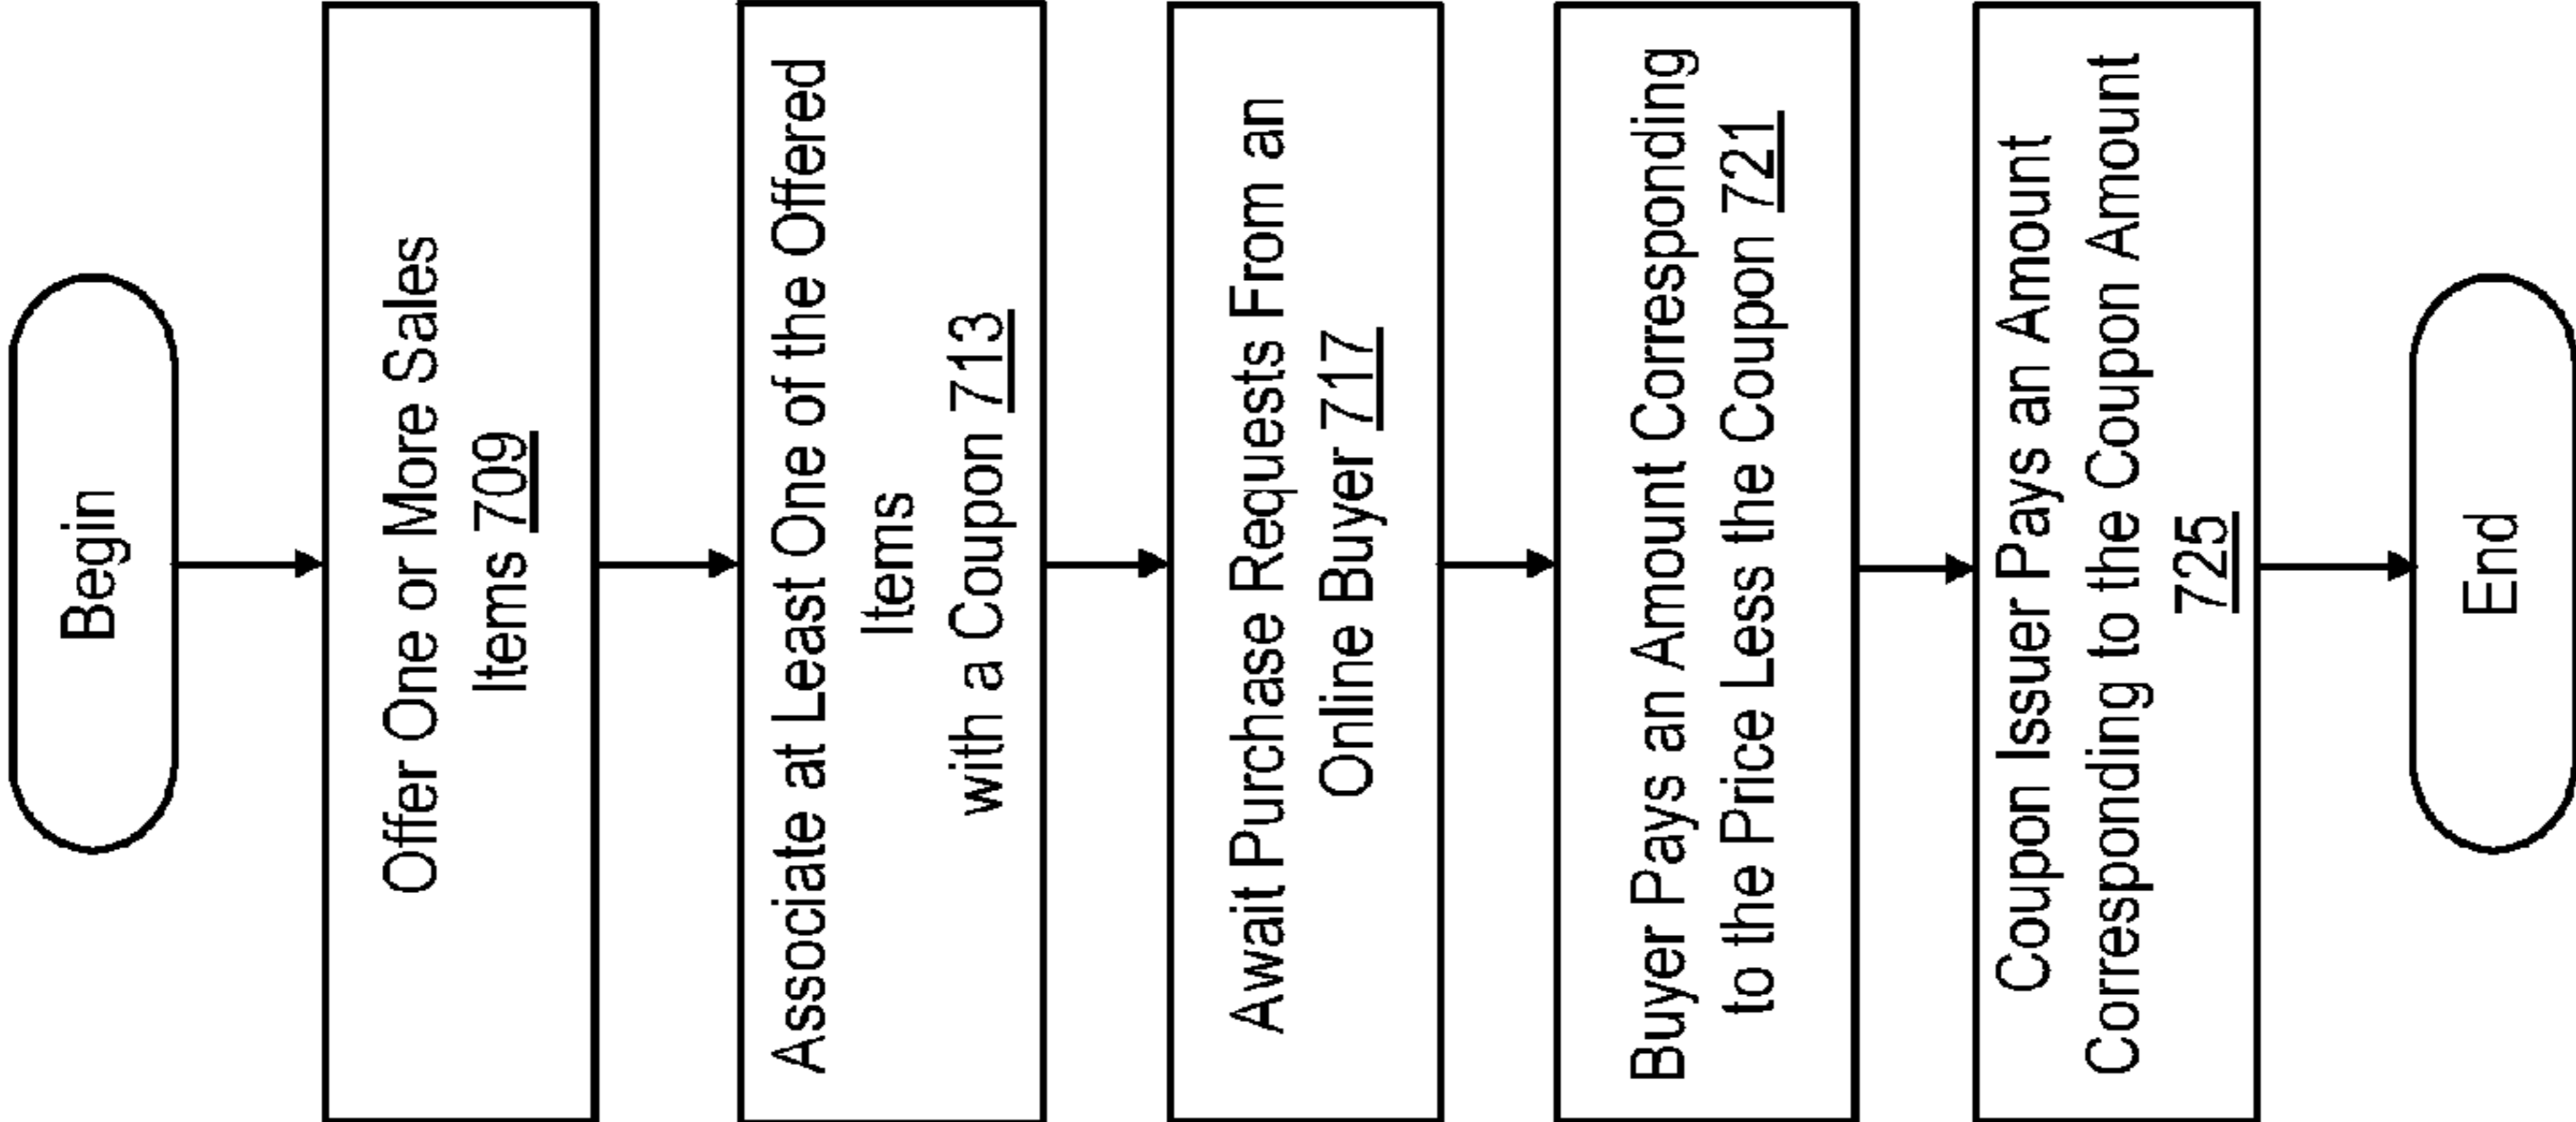 Begin
Offer One or More Sales
Items 709
Associate at Least One of the Offered
Items
with a Coupon 713
Await Purchase Requests From an
Online Buyer 717
Buyer Pays an Amount Corresponding
to the Price Less the Coupon 721
Coupon Issuer Pays an Amount
Corresponding to the Coupon Amount
725
End